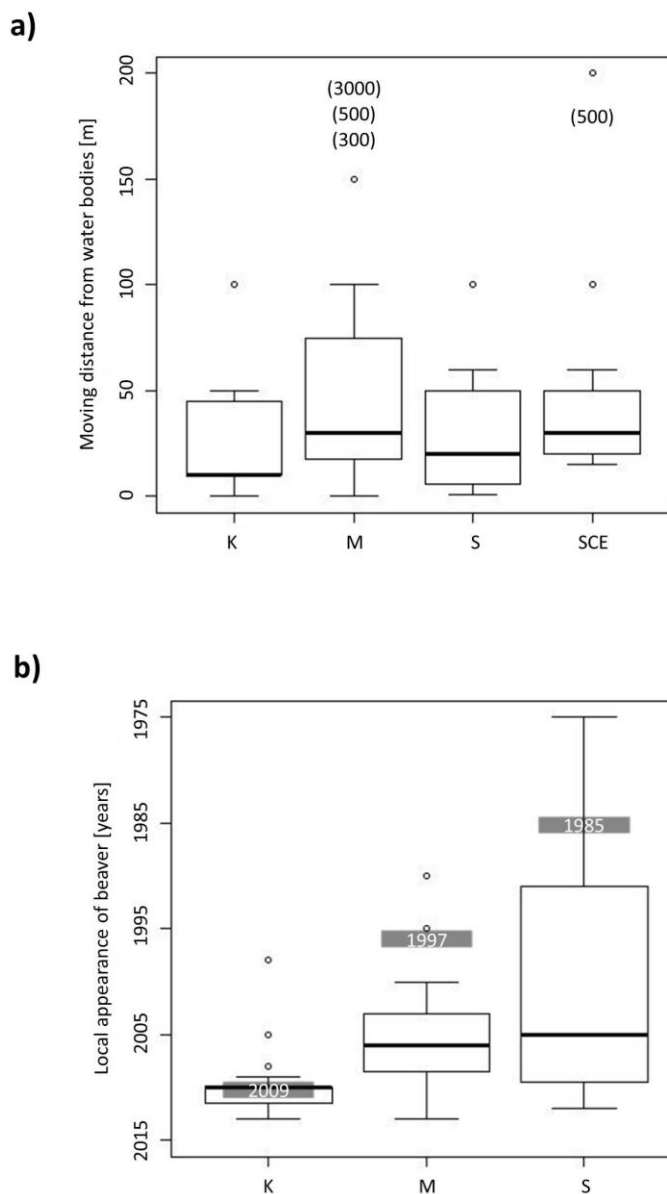 a)
Moving distance from water bodies [m]
200
150
100
50
0
(3000)
(500)
(300)
(500)
K M S SCE
b)
Local appearance of beaver [years]
1975
1985
1995
2005
2015
1985
1997
2009
K M S